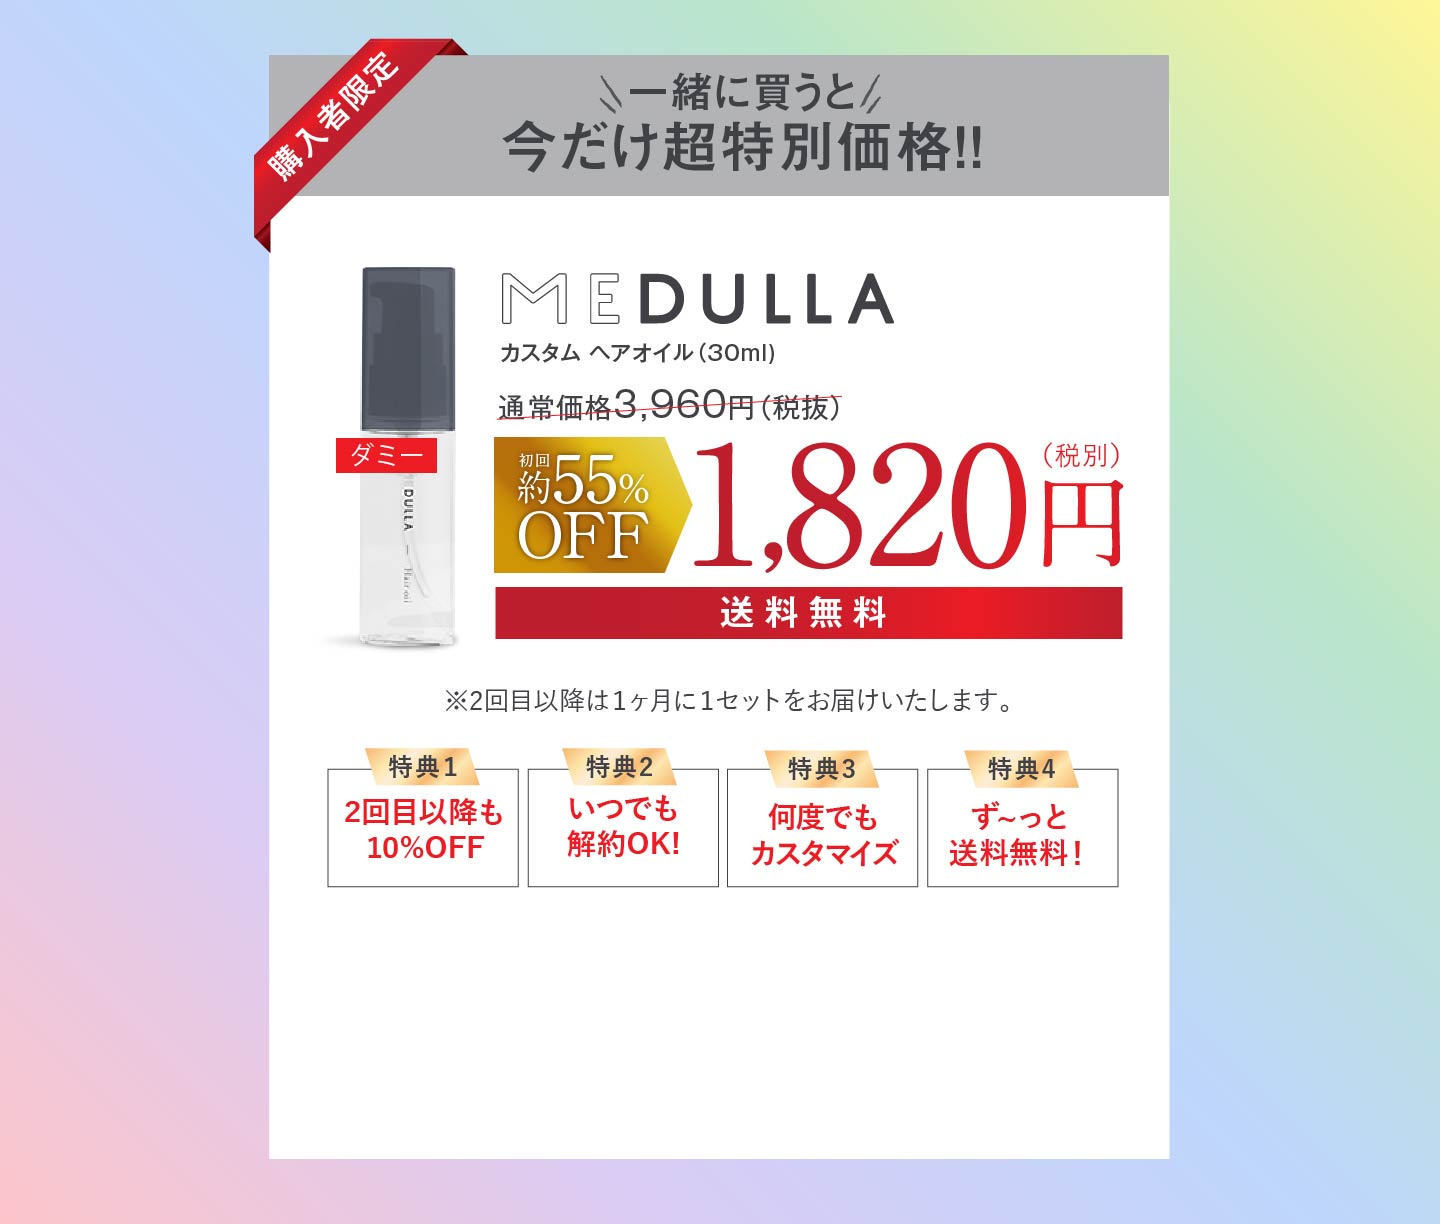 購入者限定
一緒に買うと
今だけ超特別価格!!
MEDULLA
カスタム ヘアオイル（30ml）
通常価格3,960円（税抜）
ダミー
MEDULLA — Hair oil
初回
約55%
OFF
1,820円
（税別）
送料無料
※2回目以降は1ヶ月に1セットをお届けいたします。
特典1
2回目以降も
10%OFF
特典2
いつでも
解約OK!
特典3
何度でも
カスタマイズ
特典4
ず~っと
送料無料！